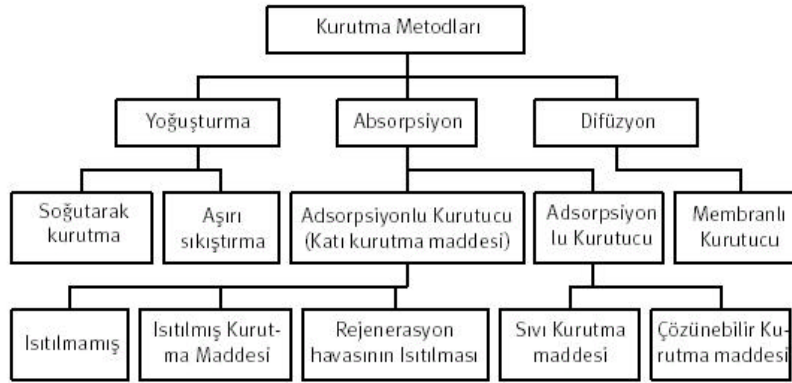 Kurutma Metodları
Yoğuşturma
Absorpsiyon
Difüzyon
Soğutarak
kurutma
Aşırı
sıkıştırma
Adsorpsiyonlu Kurutucu
(Katı kurutma maddesi)
Adsorpsiyon
lu Kurutucu
Membranlı
Kurutucu
Isıtılmamış
Isıtılmış Kurut-
ma Maddesi
Rejenerasyon
havasının Isıtılması
Sıvı Kurutma
maddesi
Çözünebilir Ku-
rutma maddesi